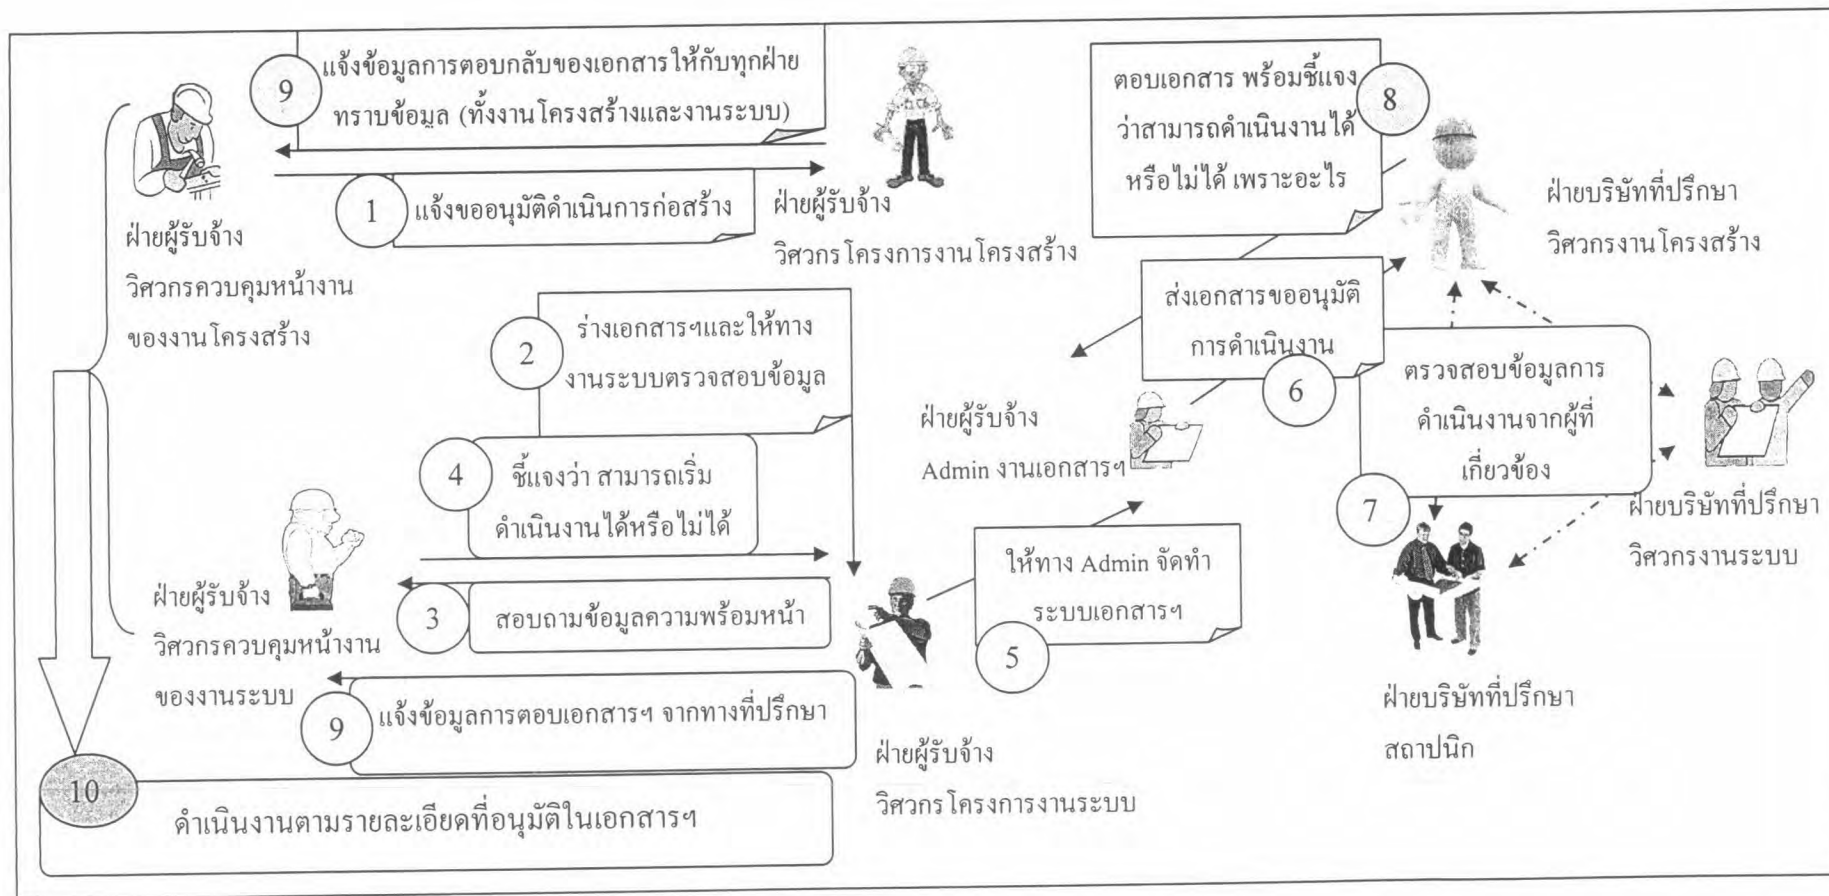 9
แจ้งข้อมูลการตอบกลับของเอกสารให้กับทุกฝ่าย
ทราบข้อมูล (ทั้งงานโครงสร้างและงานระบบ)
1
แจ้งขออนุมัติดำเนินการก่อสร้าง
ฝ่ายผู้รับจ้าง
วิศวกรควบคุมหน้างาน
ของงานโครงสร้าง
ฝ่ายผู้รับจ้าง
วิศวกรโครงการงานโครงสร้าง
8
ตอบเอกสาร พร้อมชี้แจง
ว่าสามารถดำเนินงานได้
หรือไม่ได้ เพราะอะไร
ฝ่ายบริษัทที่ปรึกษา
วิศวกรงานโครงสร้าง
2
ร่างเอกสารฯและให้ทาง
งานระบบตรวจสอบข้อมูล
ส่งเอกสารขออนุมัติ
การดำเนินงาน
6
ตรวจสอบข้อมูลการ
ดำเนินงานจากผู้ที่
เกี่ยวข้อง
7
4
ชี้แจงว่า สามารถเริ่ม
ดำเนินงานได้หรือไม่ได้
ฝ่ายผู้รับจ้าง
Admin งานเอกสารฯ
ฝ่ายบริษัทที่ปรึกษา
วิศวกรงานระบบ
ให้ทาง Admin จัดทำ
ระบบเอกสารฯ
5
3
สอบถามข้อมูลความพร้อมหน้า
ฝ่ายผู้รับจ้าง
วิศวกรควบคุมหน้างาน
ของงานระบบ
9
แจ้งข้อมูลการตอบเอกสารฯ จากทางที่ปรึกษา
ฝ่ายผู้รับจ้าง
วิศวกรโครงการงานระบบ
ฝ่ายบริษัทที่ปรึกษา
สถาปนิก
10
ดำเนินงานตามรายละเอียดที่อนุมัติในเอกสารฯ